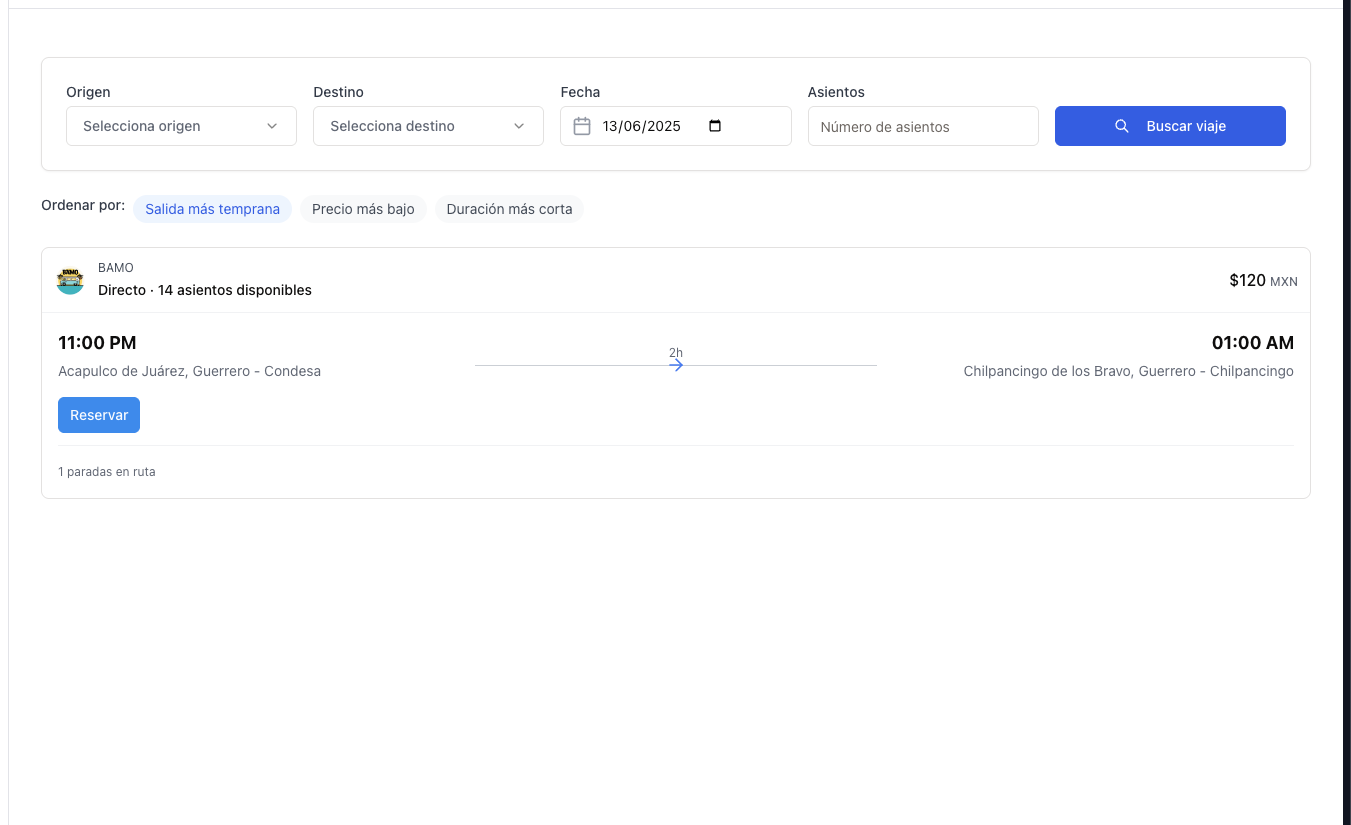 Origen
Destino
Fecha
Asientos
Selecciona origen
Selecciona destino
13/06/2025
Número de asientos
Buscar viaje
Ordenar por:
Salida más temprana
Precio más bajo
Duración más corta
BAMO
BAMO
Directo · 14 asientos disponibles
$120 MXN
11:00 PM
2h
01:00 AM
Acapulco de Juárez, Guerrero - Condesa
Chilpancingo de los Bravo, Guerrero - Chilpancingo
Reservar
1 paradas en ruta